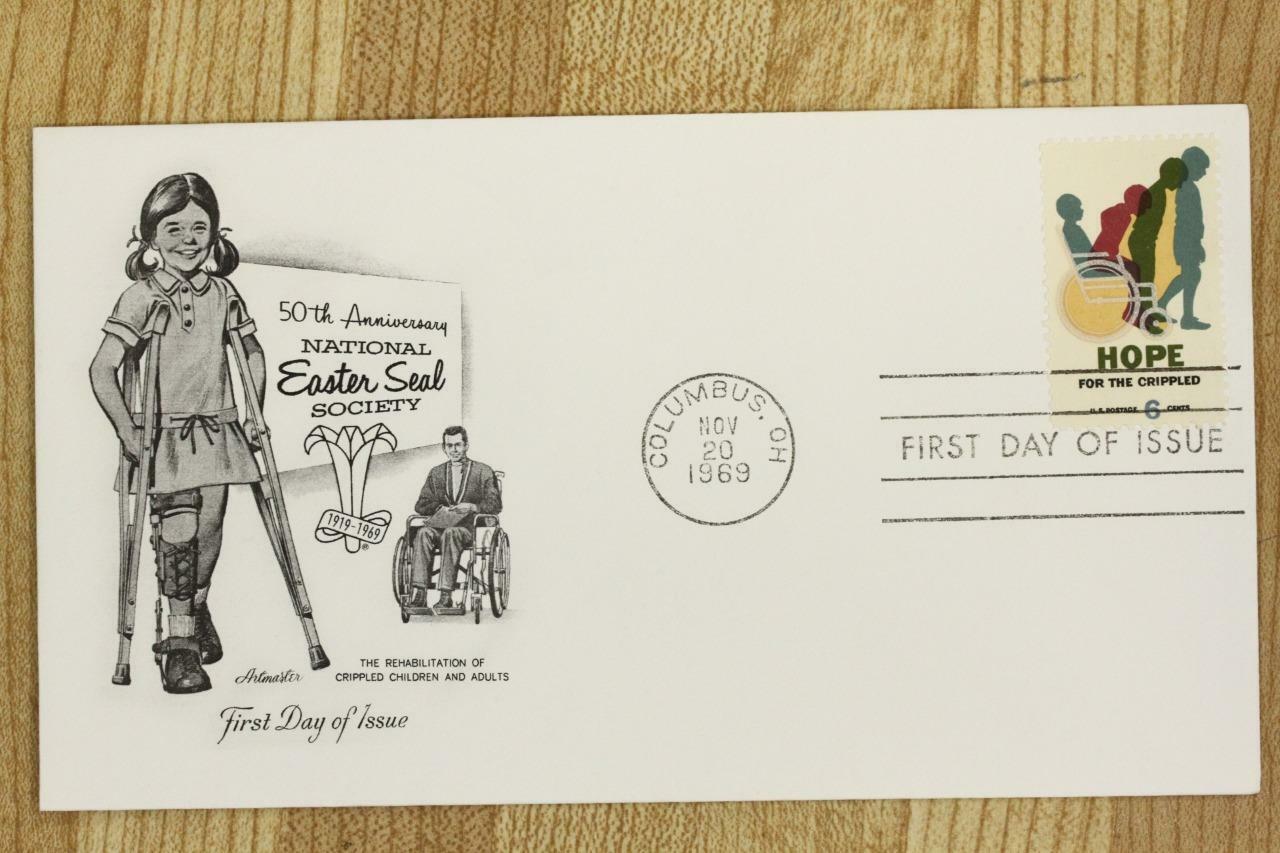 50th Anniversary
NATIONAL
Easter Seal
SOCIETY
1919-1969
®
Artmaster
THE REHABILITATION OF
CRIPPLED CHILDREN AND ADULTS
First Day of Issue
COLUMBUS, OH
NOV
20
1969
HOPE
FOR THE CRIPPLED
U.S. POSTAGE 6 CENTS
FIRST DAY OF ISSUE